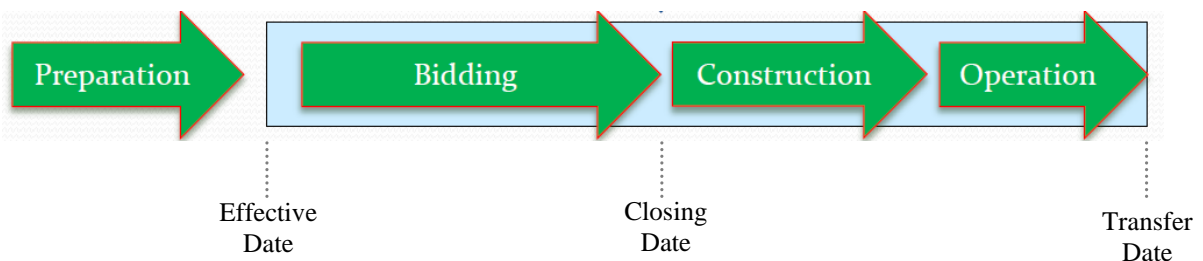 Preparation
Bidding
Construction
Operation
Effective
Date
Closing
Date
Transfer
Date